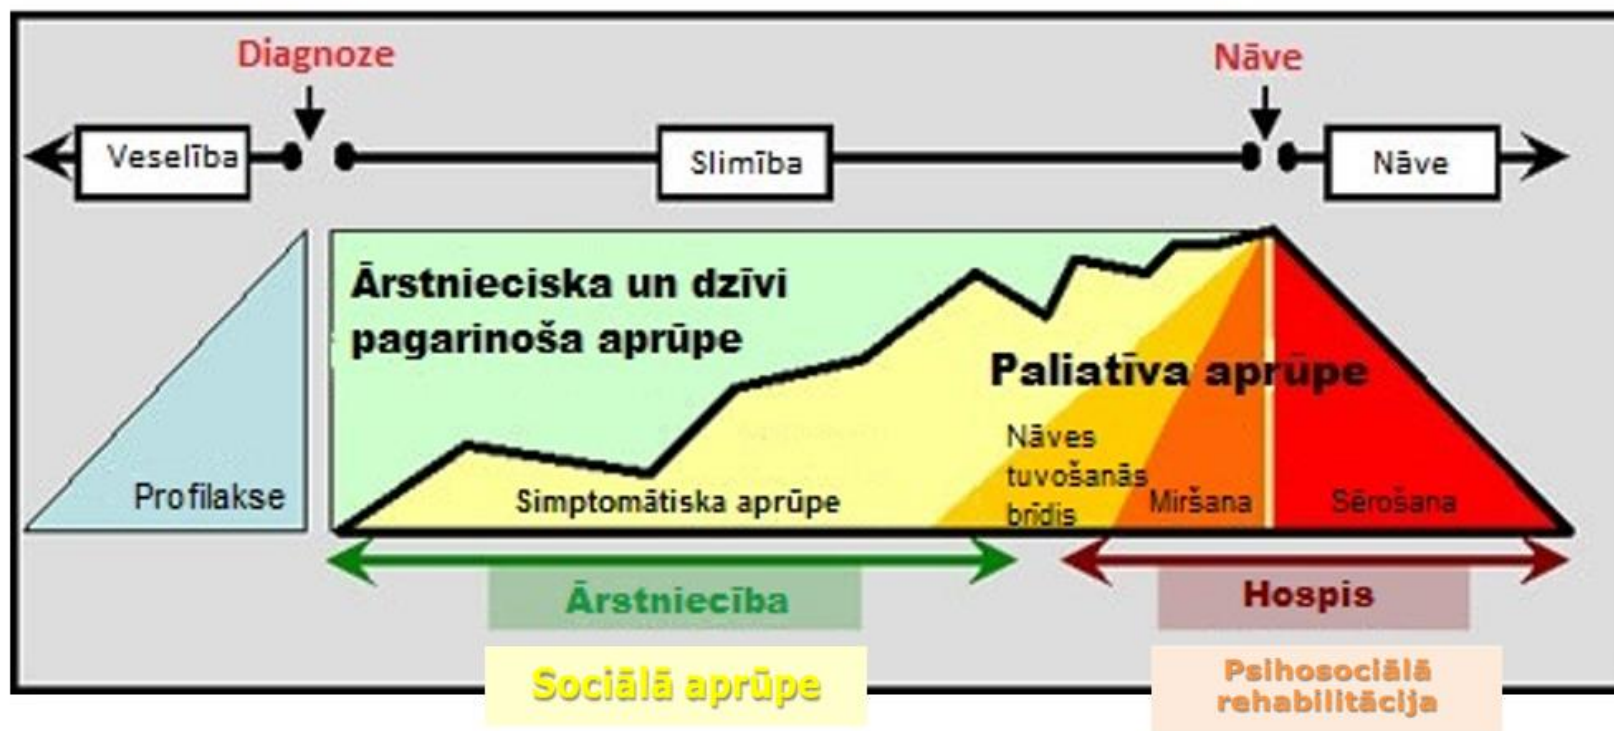 Diagnoze
Nāve
Veselība
Slimība
Nāve
Ārstnieciska un dzīvi
pagarinoša aprūpe
Paliatīva aprūpe
Nāves
tuvošanās
brīdis
Profilakse
Simptomātiska aprūpe
Miršana
Sērošana
Ārstniecība
Hospis
Sociālā aprūpe
Psihosociālā
rehabilitācija